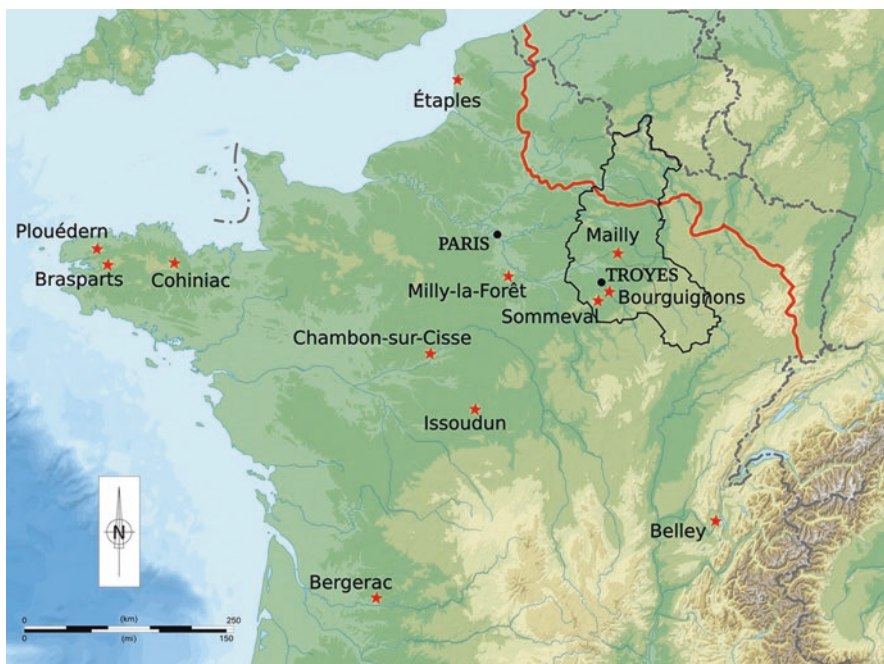 Étaples
Plouédern
PARIS
Mailly
Brasparts
Cohiniac
Milly-la-Forêt
TROYES
Bourguignons
Sommeval
Chambon-sur-Cisse
Issoudun
N
Belley
Bergerac
0 (km) 250
0 (mi) 150